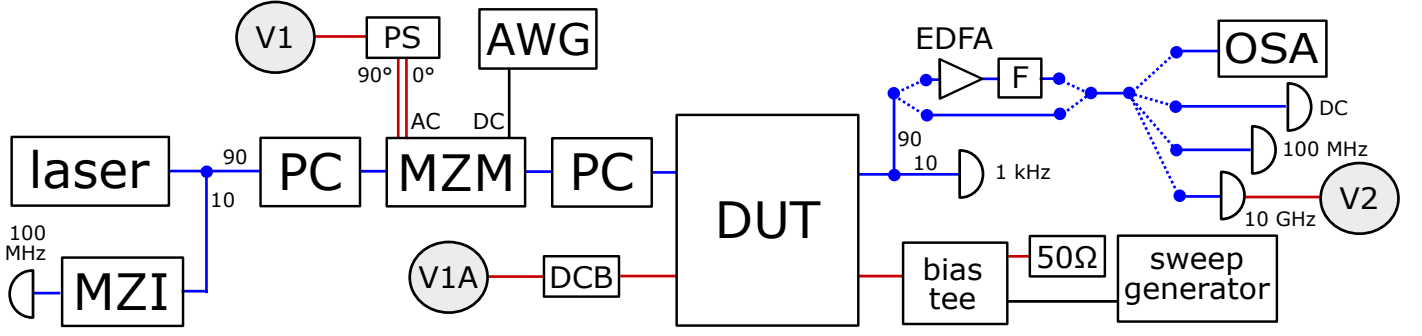 V1
PS
AWG
90°
0°
AC
DC
laser
90
10
PC
MZM
PC
100
MHz
MZI
V1A
DCB
DUT
EDFA
F
90
10
1 kHz
OSA
DC
100 MHz
10 GHz
V2
bias
tee
50Ω
sweep
generator